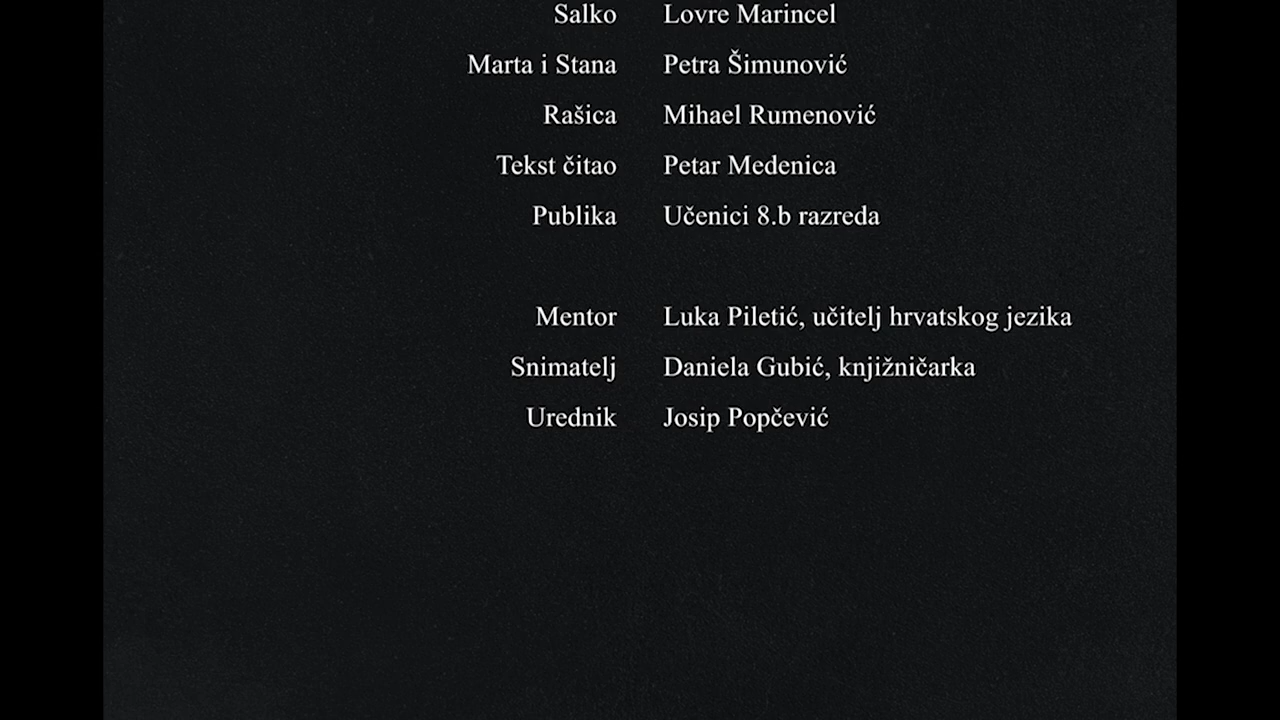 Salko Lovre Marincel
Marta i Stana Petra Šimunović
Rašica Mihael Rumenović
Tekst čitao Petar Medenica
Publika Učenici 8.b razreda
Mentor Luka Piletić, učitelj hrvatskog jezika
Snimatelj Daniela Gubić, knjižničarka
Urednik Josip Popčević